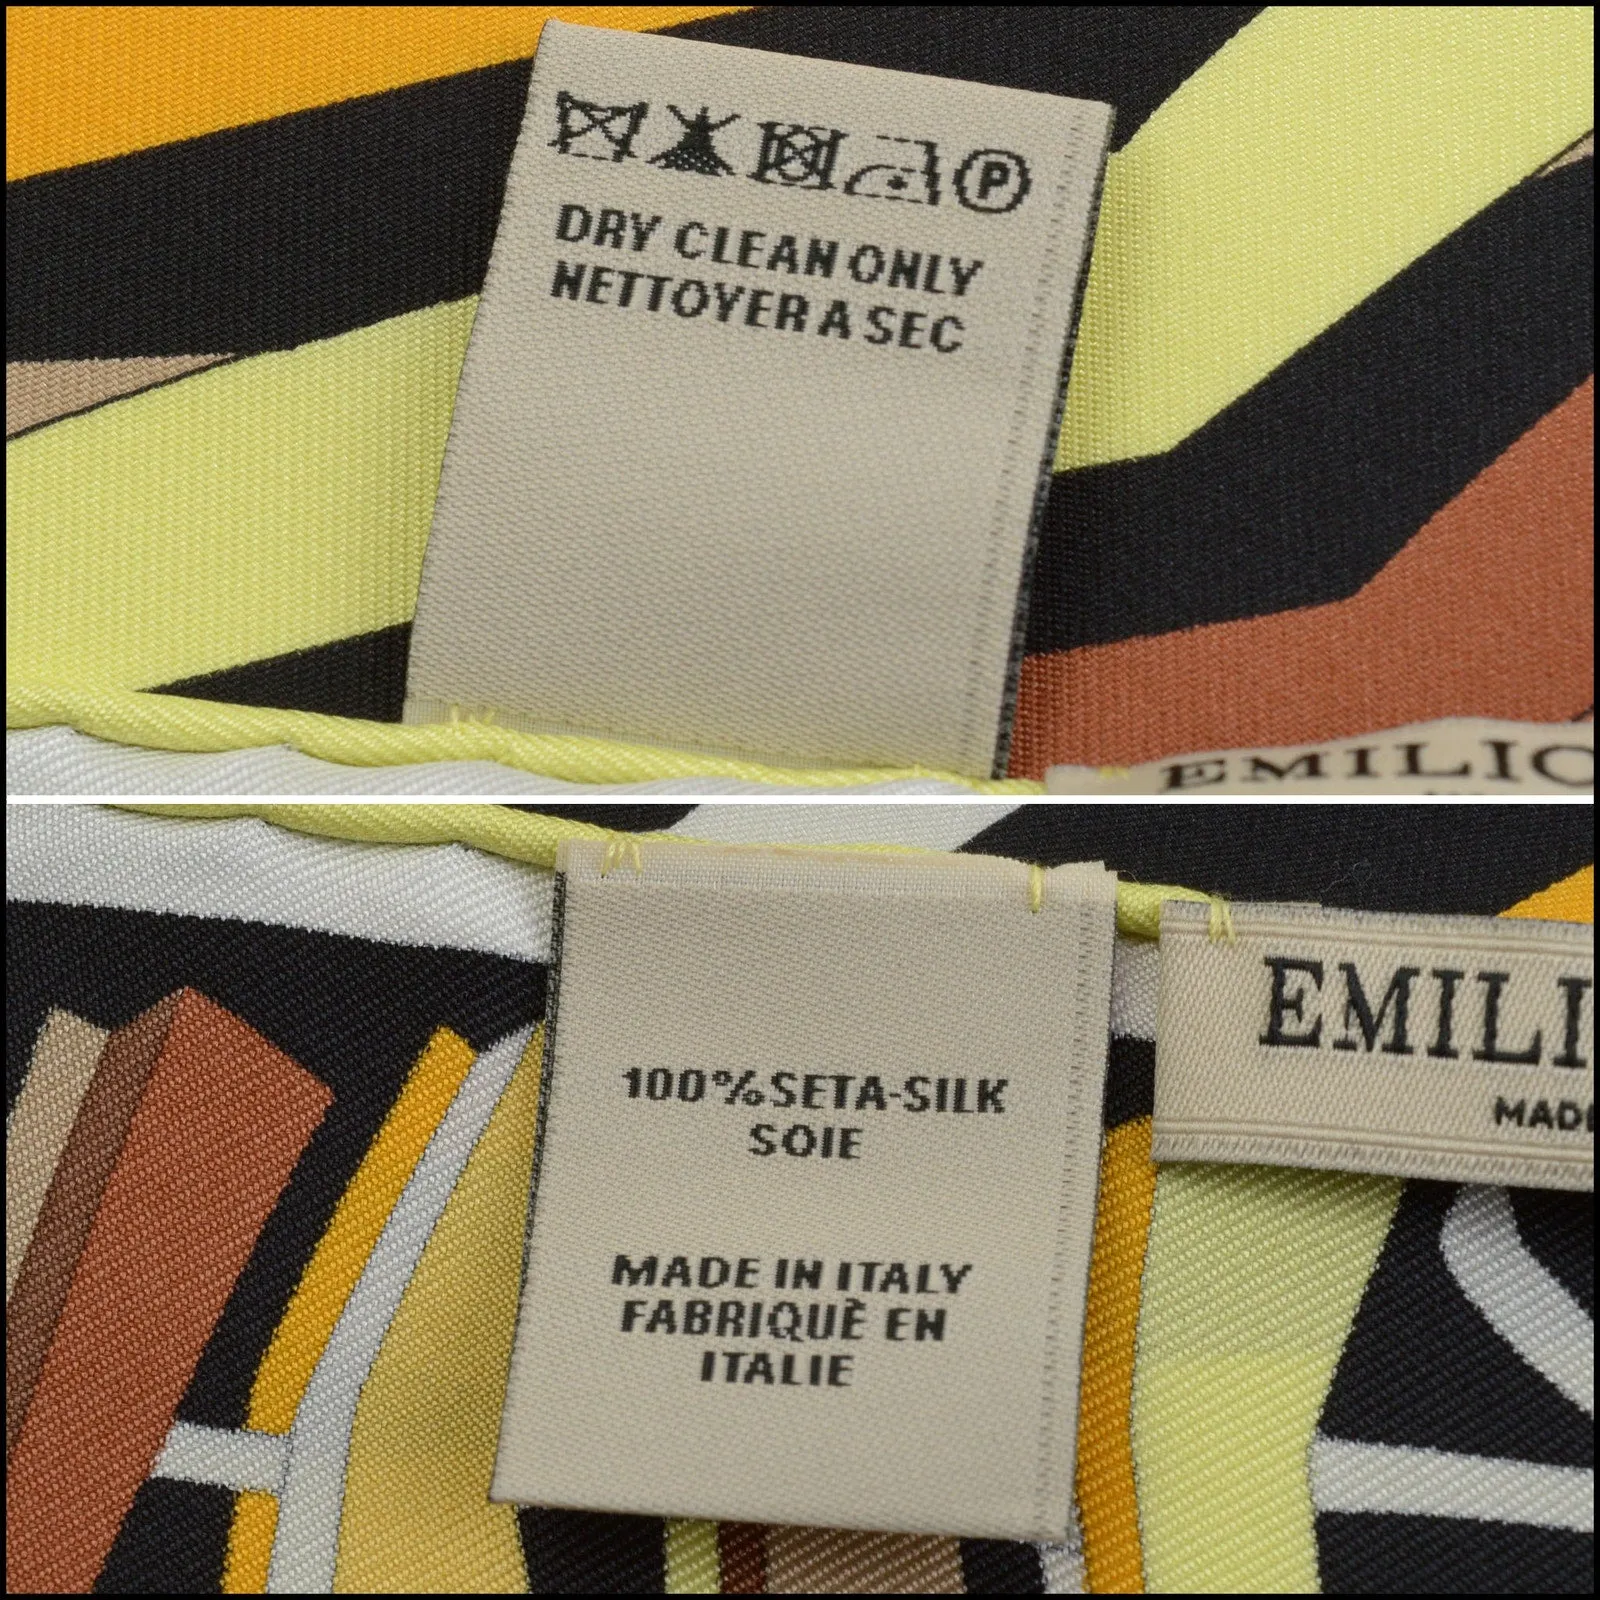 P
DRY CLEAN ONLY
NETTOYER A SEC
EMILIO
EMILI
MADE
100% SETA-SILK
SOIE
MADE IN ITALY
FABRIQUÈ EN
ITALIE